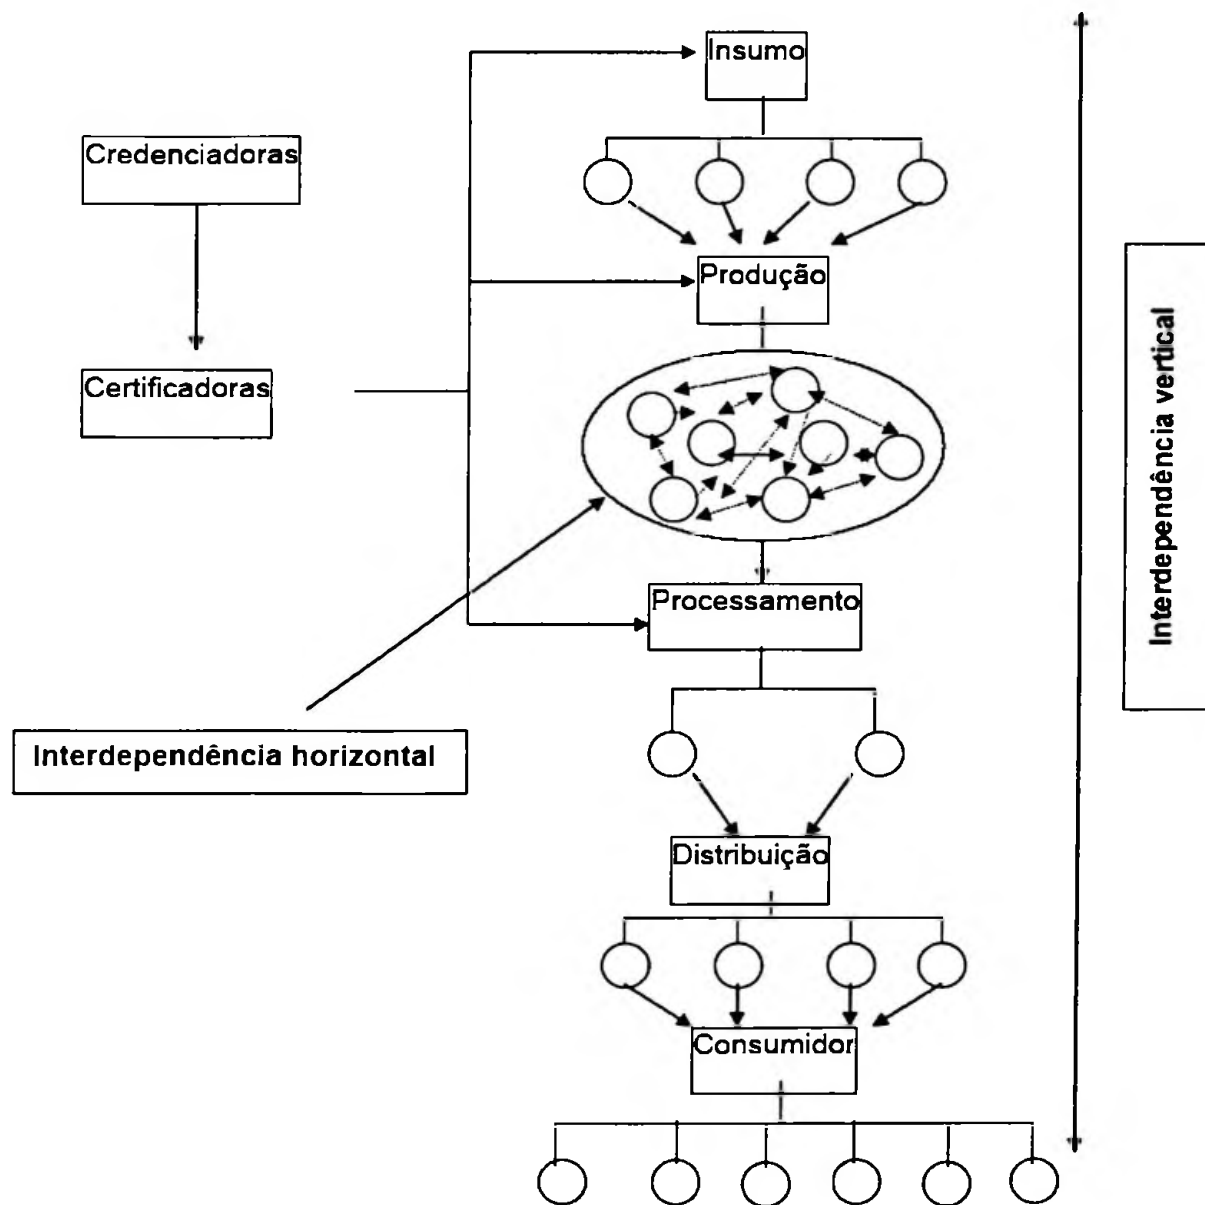 Insumo
Credenciadoras
Produção
Certificadoras
Processamento
Interdependência horizontal
Distribuição
Consumidor
Interdependência vertical